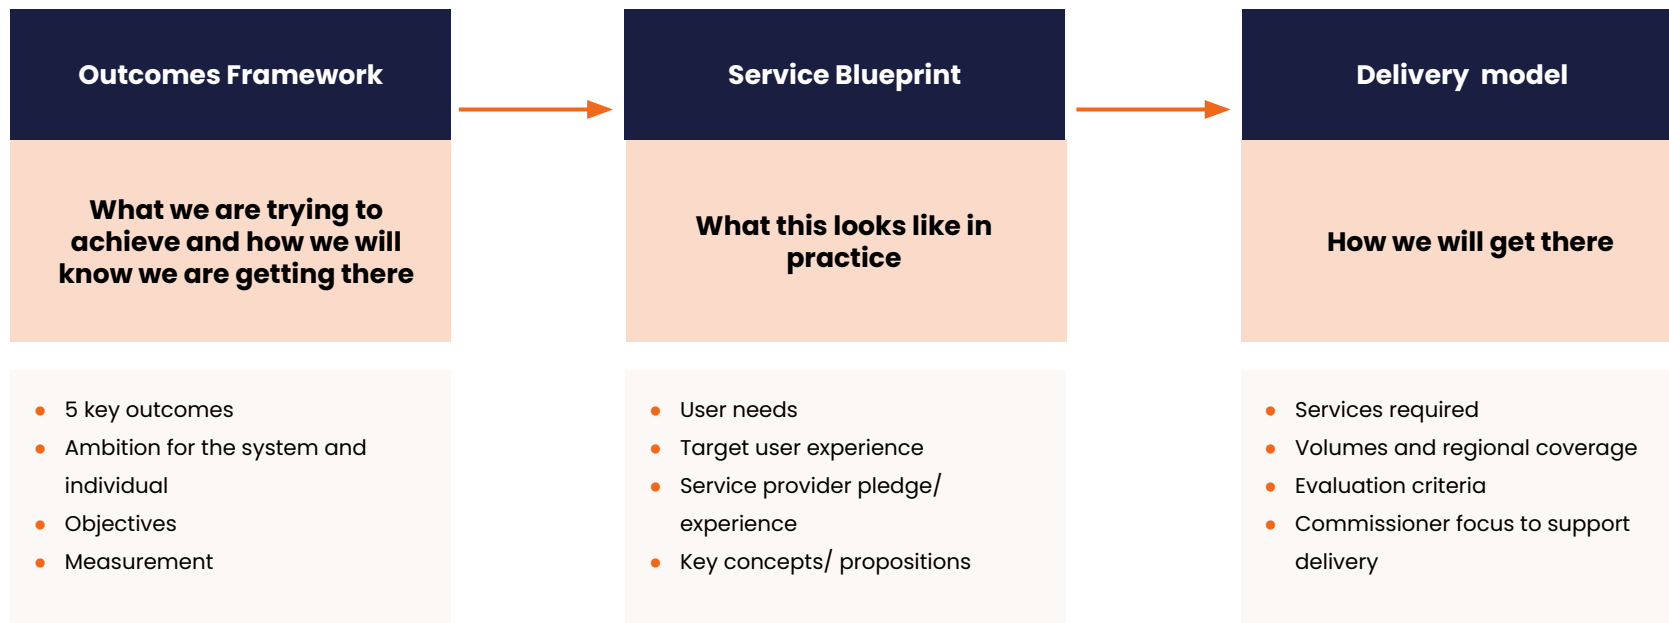 Outcomes Framework
Service Blueprint
Delivery  model
What we are trying to
achieve and how we will
know we are getting there
What this looks like in
practice
How we will get there
5 key outcomes
Ambition for the system and
individual
Objectives
Measurement
User needs
Target user experience
Service provider pledge/
experience
Key concepts/ propositions
Services required
Volumes and regional coverage
Evaluation criteria
Commissioner focus to support
delivery